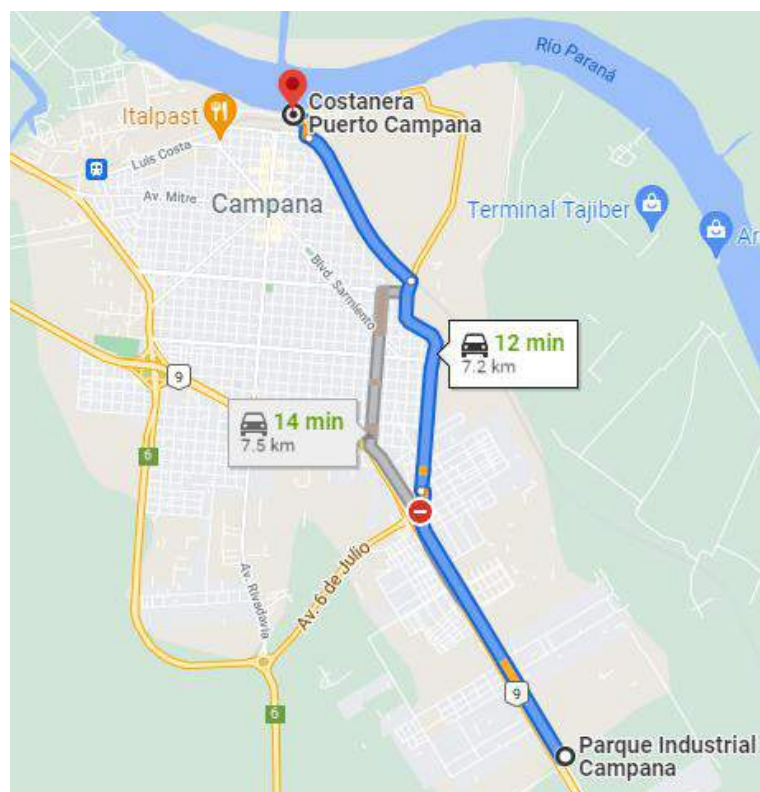 Río Paraná
Costanera
Puerto Campana
Italpast
Luis Costa
Av. Mitre
Campana
Terminal Tajiber
Ar
Blvd. Sarmiento
12 min
7.2 km
9
14 min
7.5 km
6
Av. 6 de Julio
Av. Rivadavia
9
6
Parque Industrial
Campana